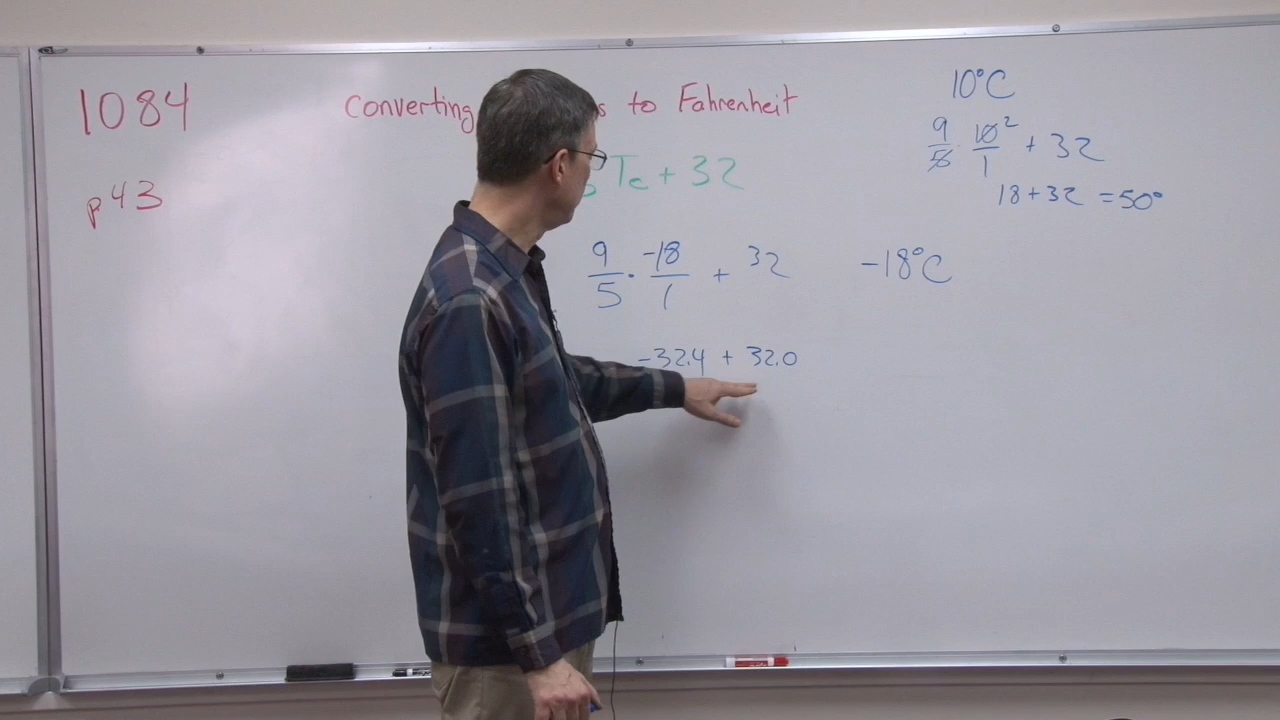 1084
p43
Converting s to Fahrenheit
5 Tc + 32
9/5 · -18/1 + 32
-32.4 + 32.0
10°C
9/5 · 10²/1 + 32
18 + 32 = 50°
-18°C